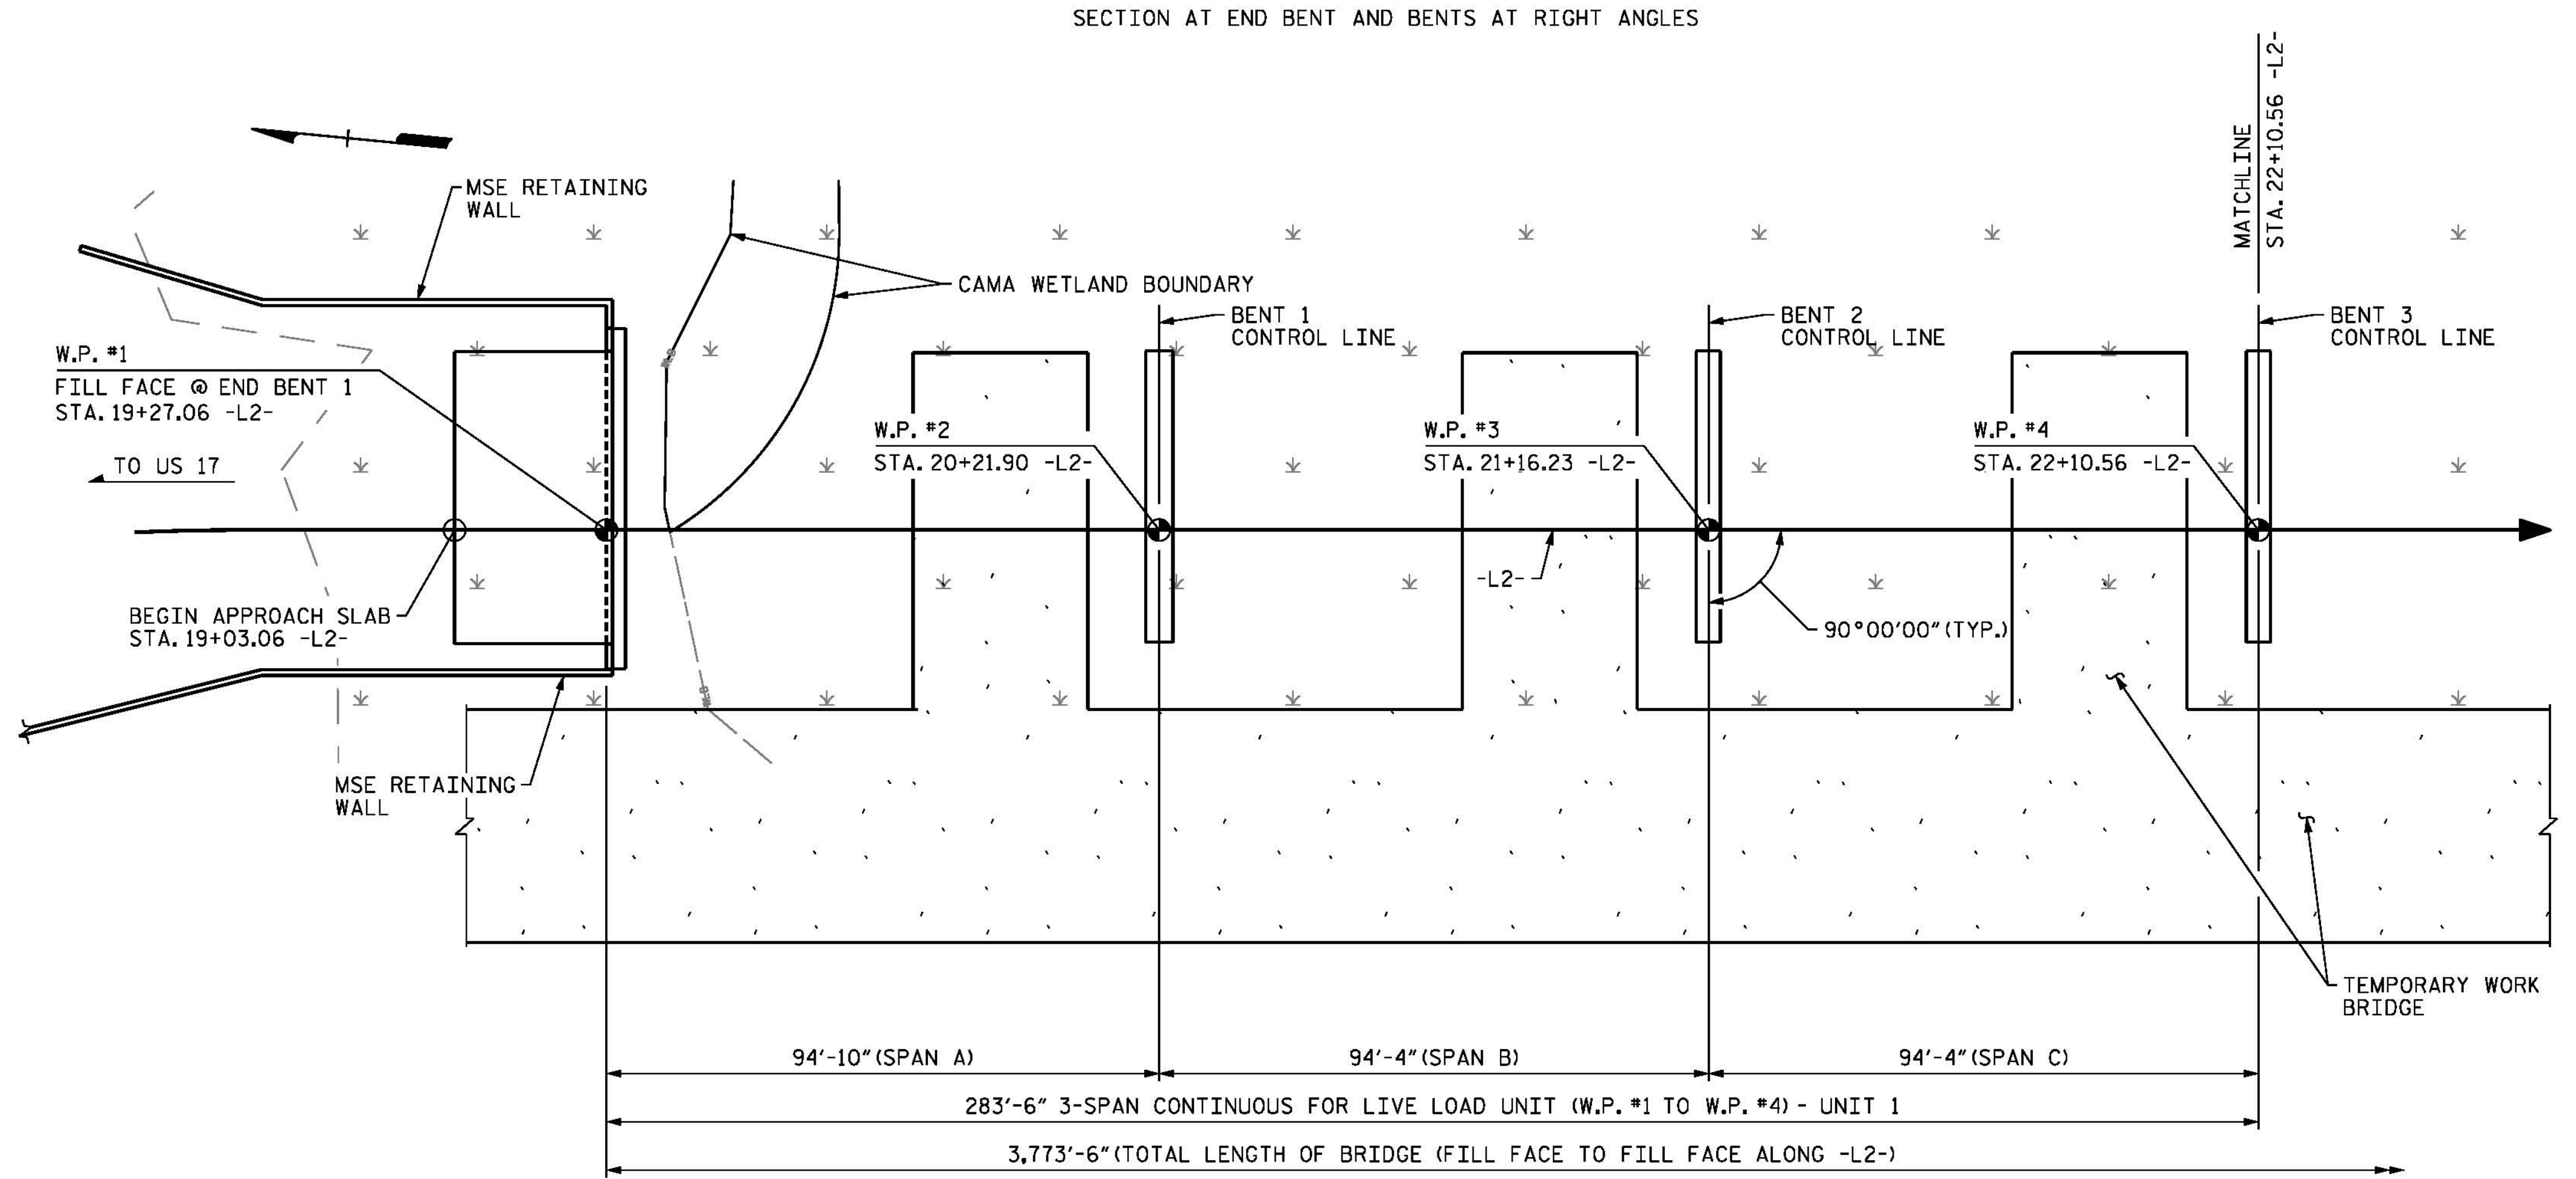 SECTION AT END BENT AND BENTS AT RIGHT ANGLES
MATCHLINE
STA. 22+10.56 -L2-
MSE RETAINING
WALL
CAMA WETLAND BOUNDARY
BENT 1
CONTROL LINE
BENT 2
CONTROL LINE
BENT 3
CONTROL LINE
W.P. #1
FILL FACE @ END BENT 1
STA. 19+27.06 -L2-
W.P. #2
STA. 20+21.90 -L2-
W.P. #3
STA. 21+16.23 -L2-
W.P. #4
STA. 22+10.56 -L2-
TO US 17
-L2-
BEGIN APPROACH SLAB
STA. 19+03.06 -L2-
90°00'00" (TYP.)
MSE RETAINING
WALL
TEMPORARY WORK
BRIDGE
94'-10" (SPAN A)
94'-4" (SPAN B)
94'-4" (SPAN C)
283'-6" 3-SPAN CONTINUOUS FOR LIVE LOAD UNIT (W.P. #1 TO W.P. #4) - UNIT 1
3,773'-6" (TOTAL LENGTH OF BRIDGE (FILL FACE TO FILL FACE ALONG -L2-)